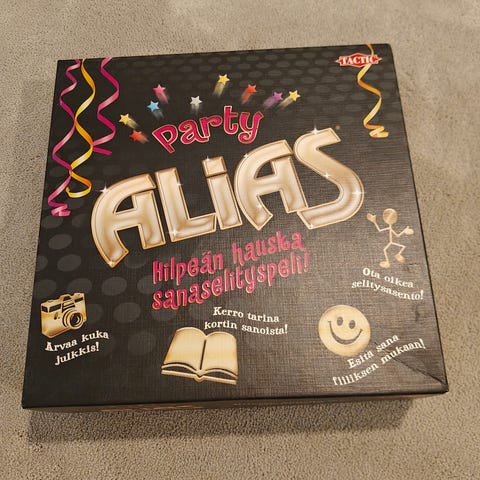 TACTIC
Party
ALiAS
Hilpeän hauska
sanaselityspeli!
Ota oikea
selitysasento!
Kerro tarina
kortin sanoista!
Arvaa kuka
julkkis!
Esitä sana
fiiliksen mukaan!